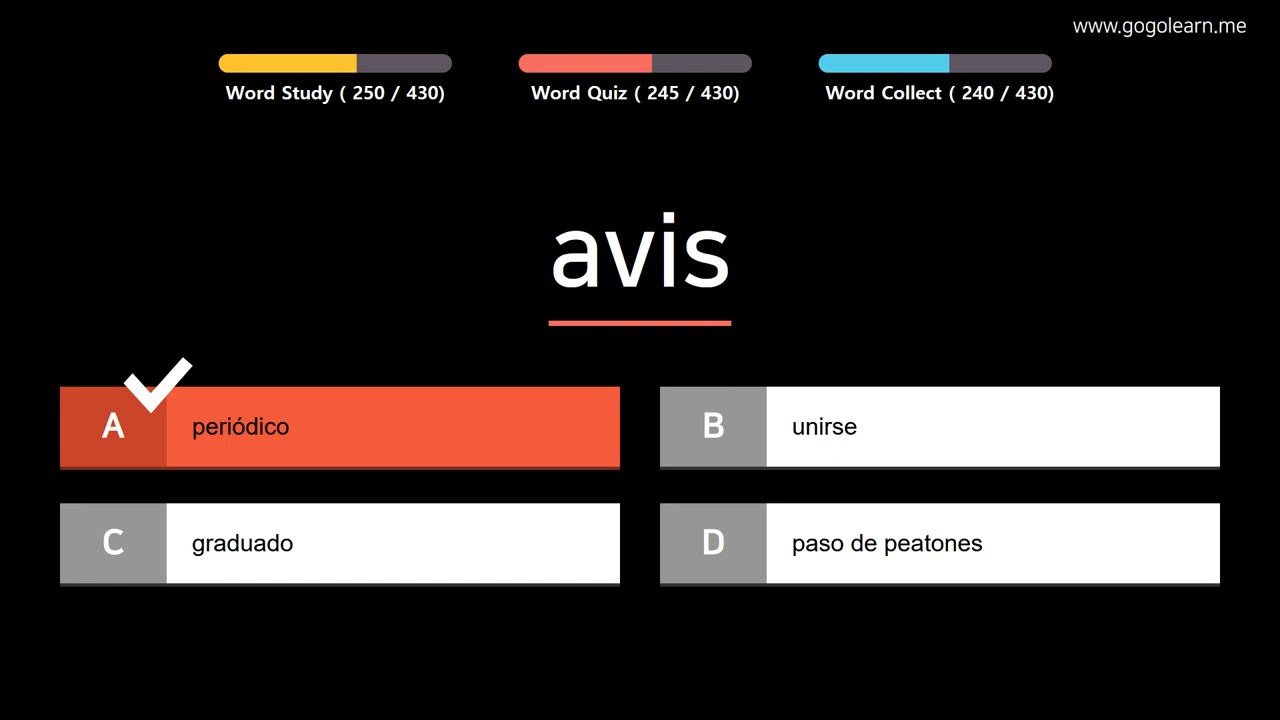 www.gogolearn.me
Word Study ( 250 / 430)
Word Quiz ( 245 / 430)
Word Collect ( 240 / 430)
avis
A periódico
B unirse
C graduado
D paso de peatones